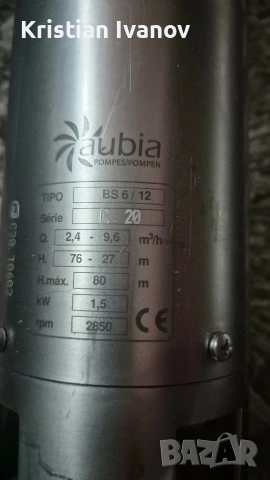 Kristian Ivanov
aubia
POMPES/POMPEN
TIPO BS 6 / 12
Série C 20
Q. 2,4 - 9,6 m³/h
H. 76 - 27 m
H.máx. 80 m
kW 1,5
rpm 2850 CE
BAZAR